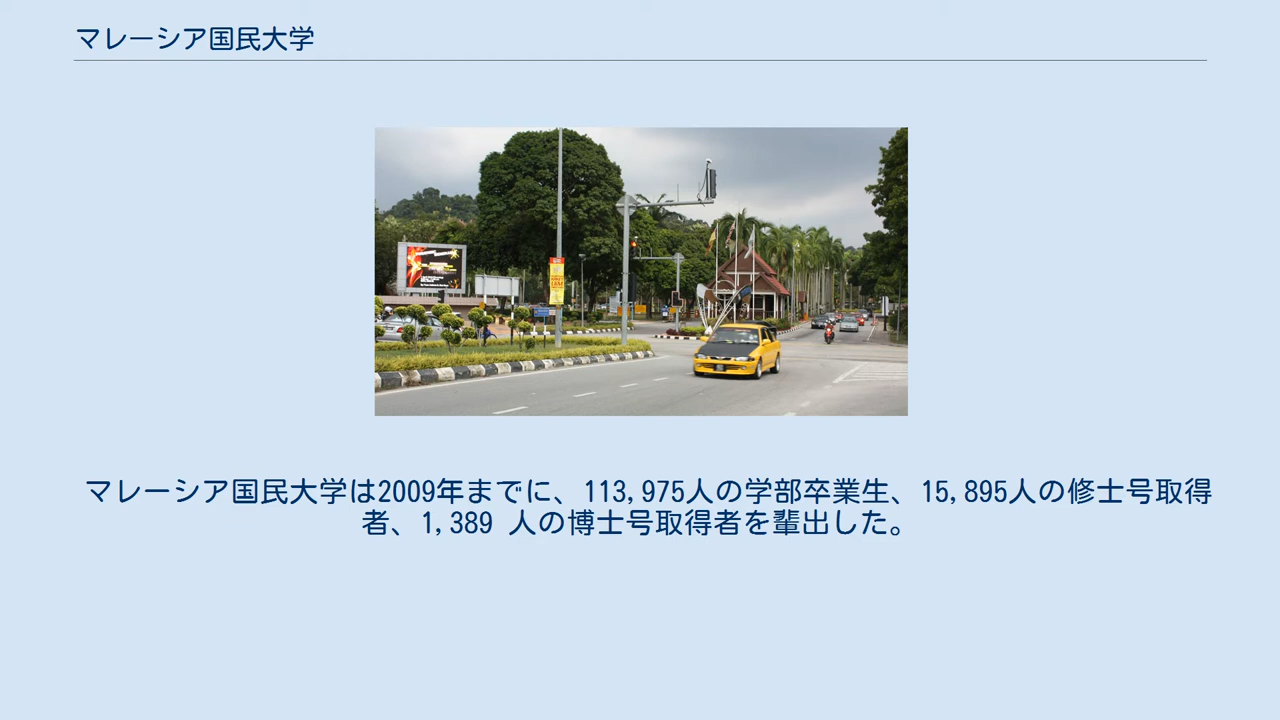 マレーシア国民大学
マレーシア国民大学は2009年までに、113,975人の学部卒業生、15,895人の修士号取得
者、1,389 人の博士号取得者を輩出した。